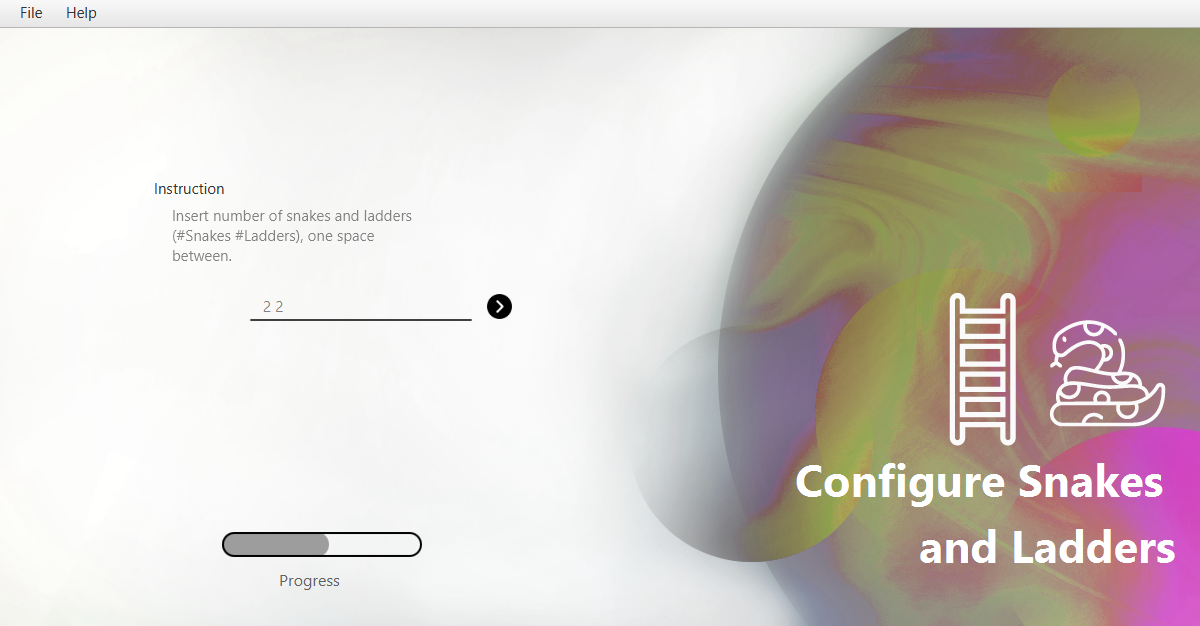 File Help
Instruction
Insert number of snakes and ladders
(#Snakes #Ladders), one space
between.
2 2
Configure Snakes
and Ladders
Progress